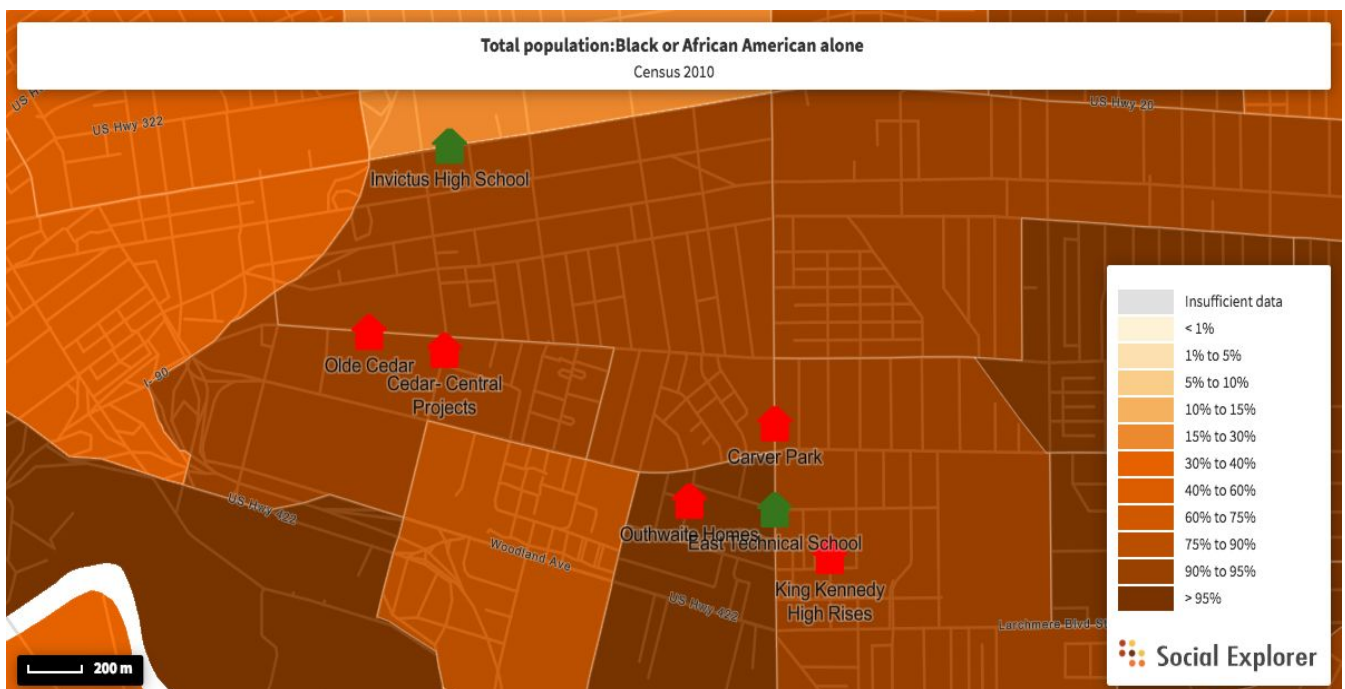 Total population:Black or African American alone
Census 2010
US Hwy 20
US Hwy 322
Invictus High School
Olde Cedar
Cedar- Central
Projects
I- 90
Carver Park
US Hwy 422
Outhwaite Homes
East Technical School
Woodland Ave
King Kennedy
High Rises
US Hwy 422
Insufficient data
< 1%
1% to 5%
5% to 10%
10% to 15%
15% to 30%
30% to 40%
40% to 60%
60% to 75%
75% to 90%
90% to 95%
> 95%
Larchmere Blvd
Social Explorer
200 m